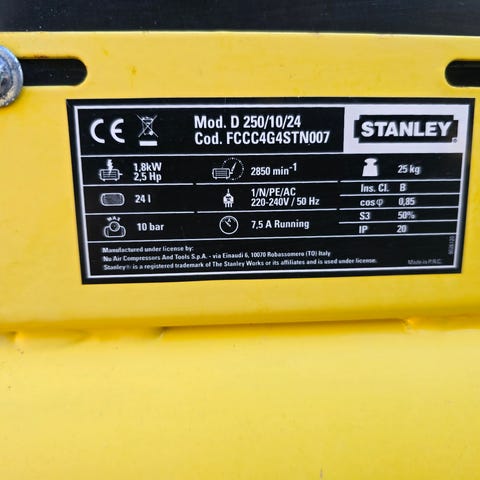 CE
Mod. D 250/10/24
Cod. FCCC4G4STN007
STANLEY
1,8kW
2,5 Hp
2850 min-1
25 kg
24 l
1/N/PE/AC
220-240V / 50 Hz
Ins. Cl. B
cosφ 0,85
MAX
10 bar
7,5 A Running
S3 50%
IP 20
Manufactured under license by:
Nu Air Compressors And Tools S.p.A. - via Einaudi 6, 10070 Robassomero (TO) Italy
Stanley® is a registered trademark of The Stanley Works or its affiliates and is used under license.
Made in P.R.C.